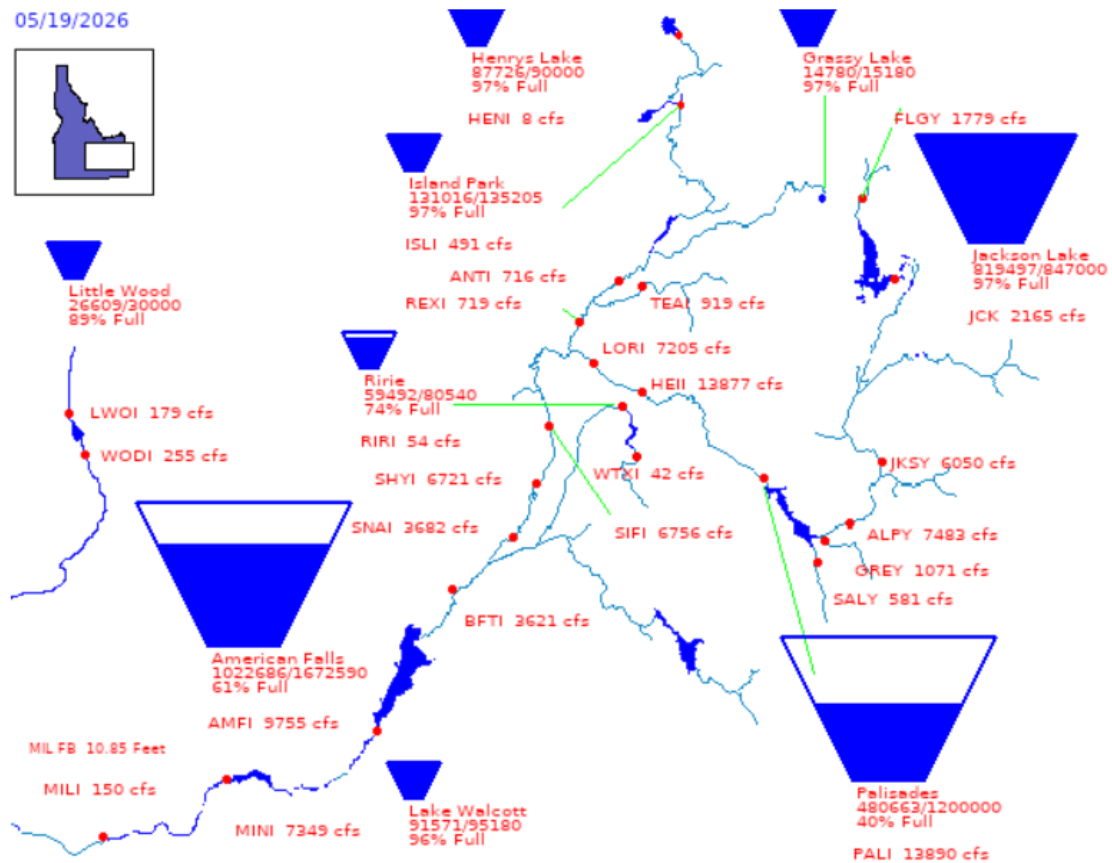 05/19/2026
Henrys Lake
87726/90000
97% Full
HENI 8 cfs
Grassy Lake
14780/15180
97% Full
FLGY 1779 cfs
Island Park
131016/135205
97% Full
ISLI 491 cfs
Jackson Lake
819497/847000
97% Full
JCK 2165 cfs
ANTI 716 cfs
REXI 719 cfs
TEAI 919 cfs
Little Wood
26609/30000
89% Full
LORI 7205 cfs
HEII 13877 cfs
Ririe
59492/80540
74% Full
RIRI 54 cfs
LWOI 179 cfs
WODI 255 cfs
SHYI 6721 cfs
WTXI 42 cfs
JKSY 6050 cfs
SNAI 3682 cfs
SIFI 6756 cfs
ALPY 7483 cfs
GREY 1071 cfs
SALY 581 cfs
BFTI 3621 cfs
American Falls
1022686/1672590
61% Full
AMFI 9755 cfs
MIL FB 10.85 Feet
MILI 150 cfs
MINI 7349 cfs
Lake Walcott
91571/95180
96% Full
Palisades
480663/1200000
40% Full
PALI 13890 cfs